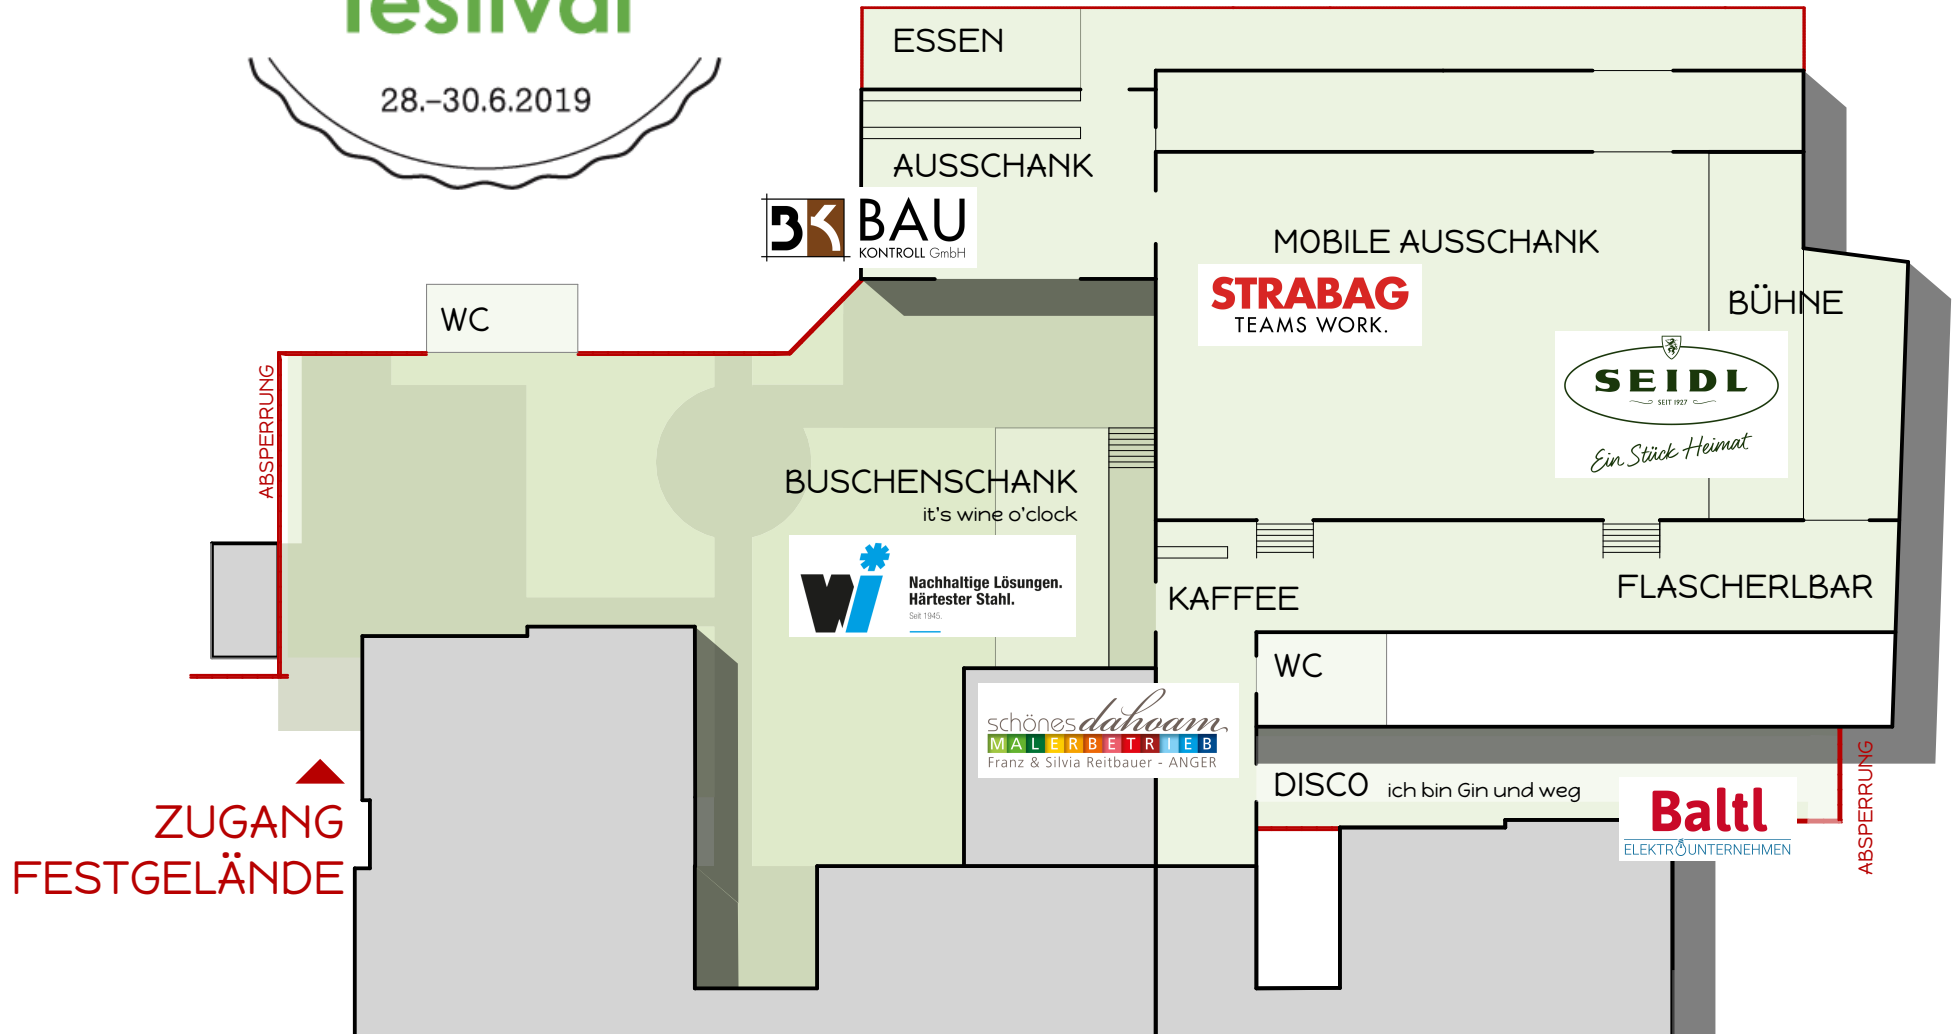 festival
28.–30.6.2019
ESSEN
AUSSCHANK
BK BAU
KONTROLL GmbH
MOBILE AUSSCHANK
STRABAG
TEAMS WORK.
BÜHNE
SEIDL
SEIT 1927
Ein Stück Heimat
WC
ABSPERRUNG
BUSCHENSCHANK
it's wine o'clock
Wi
Nachhaltige Lösungen.
Härtester Stahl.
Seit 1945.
KAFFEE
FLASCHERLBAR
WC
schönes dahoam
MALERBETRIEB
Franz & Silvia Reitbauer - ANGER
DISCO ich bin Gin und weg
Baltl
ELEKTROUNTERNEHMEN
ABSPERRUNG
ZUGANG
FESTGELÄNDE